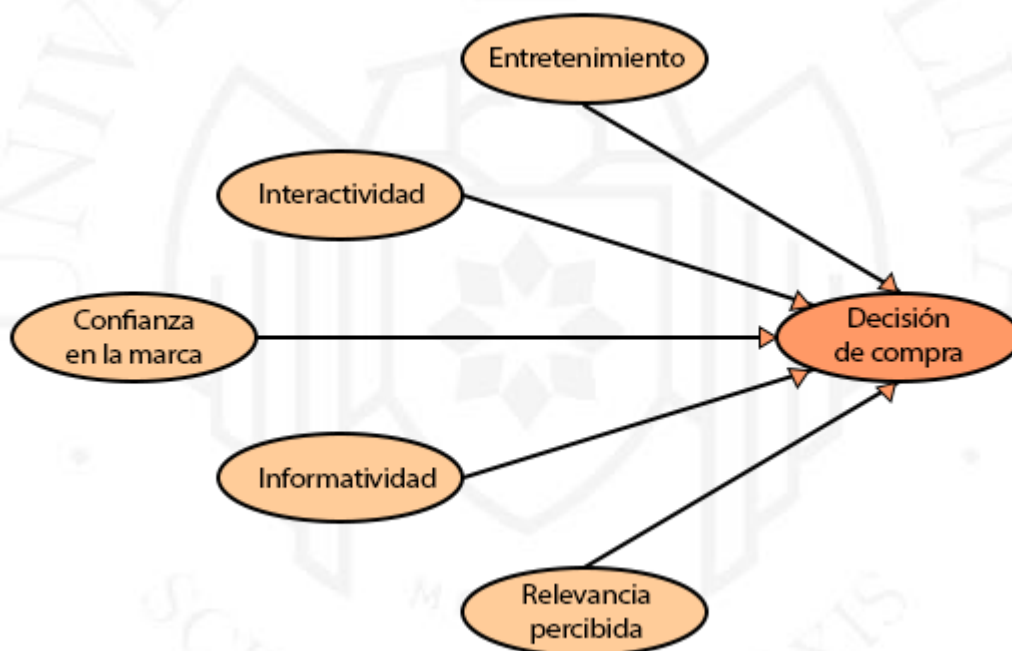 Entretenimiento
Interactividad
Confianza
en la marca
Decisión
de compra
Informatividad
Relevancia
percibida